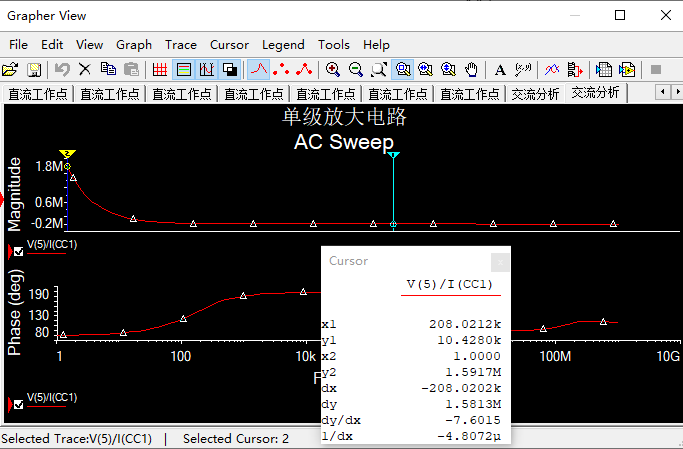 Grapher View
File Edit View Graph Trace Cursor Legend Tools Help
直流工作点 直流工作点 直流工作点 直流工作点 直流工作点 直流工作点 直流工作点 交流分析 交流分析
单级放大电路
AC Sweep
2
1
Magnitude
1.8M
0.6M
-0.2M
V(5)/I(CC1)
Phase (deg)
190
130
80
1 100 10k 100M 10G
F
V(5)/I(CC1)
Cursor
V(5)/I(CC1)
x1 208.0212k
y1 10.4280k
x2 1.0000
y2 1.5917M
dx -208.0202k
dy 1.5813M
dy/dx -7.6015
1/dx -4.8072µ
Selected Trace:V(5)/I(CC1) | Selected Cursor: 2